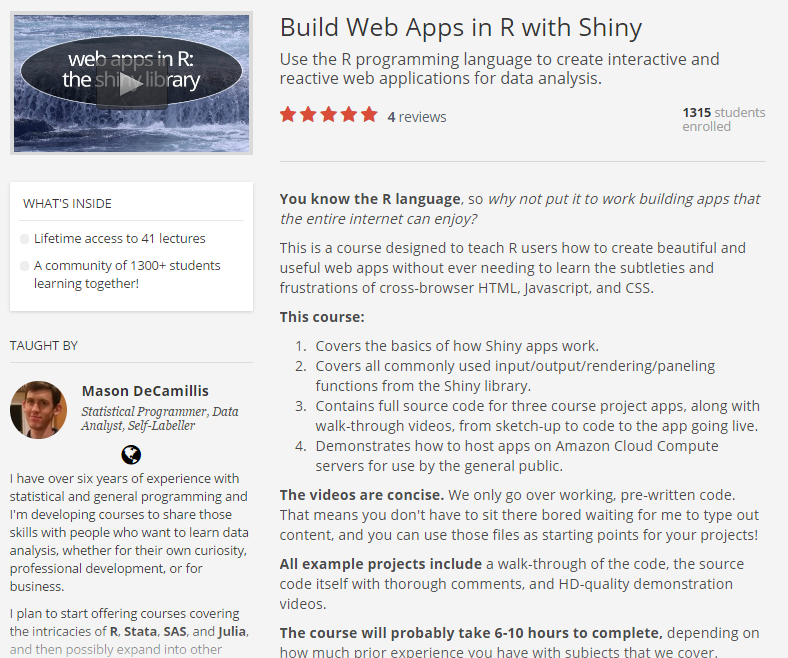 web apps in R:
the shiny library
Build Web Apps in R with Shiny
Use the R programming language to create interactive and
reactive web applications for data analysis.
4 reviews
1315 students
enrolled
WHAT'S INSIDE
Lifetime access to 41 lectures
A community of 1300+ students
learning together!
TAUGHT BY
Mason DeCamillis
Statistical Programmer, Data
Analyst, Self-Labeller
I have over six years of experience with
statistical and general programming and
I'm developing courses to share those
skills with people who want to learn data
analysis, whether for their own curiosity,
professional development, or for
business.
I plan to start offering courses covering
the intricacies of R, Stata, SAS, and Julia,
and then possibly expand into other
You know the R language, so why not put it to work building apps that
the entire internet can enjoy?
This is a course designed to teach R users how to create beautiful and
useful web apps without ever needing to learn the subtleties and
frustrations of cross-browser HTML, Javascript, and CSS.
This course:
1. Covers the basics of how Shiny apps work.
2. Covers all commonly used input/output/rendering/paneling
functions from the Shiny library.
3. Contains full source code for three course project apps, along with
walk-through videos, from sketch-up to code to the app going live.
4. Demonstrates how to host apps on Amazon Cloud Compute
servers for use by the general public.
The videos are concise. We only go over working, pre-written code.
That means you don't have to sit there bored waiting for me to type out
content, and you can use those files as starting points for your projects!
All example projects include a walk-through of the code, the source
code itself with thorough comments, and HD-quality demonstration
videos.
The course will probably take 6-10 hours to complete, depending on
how much prior experience you have with subjects that we cover.